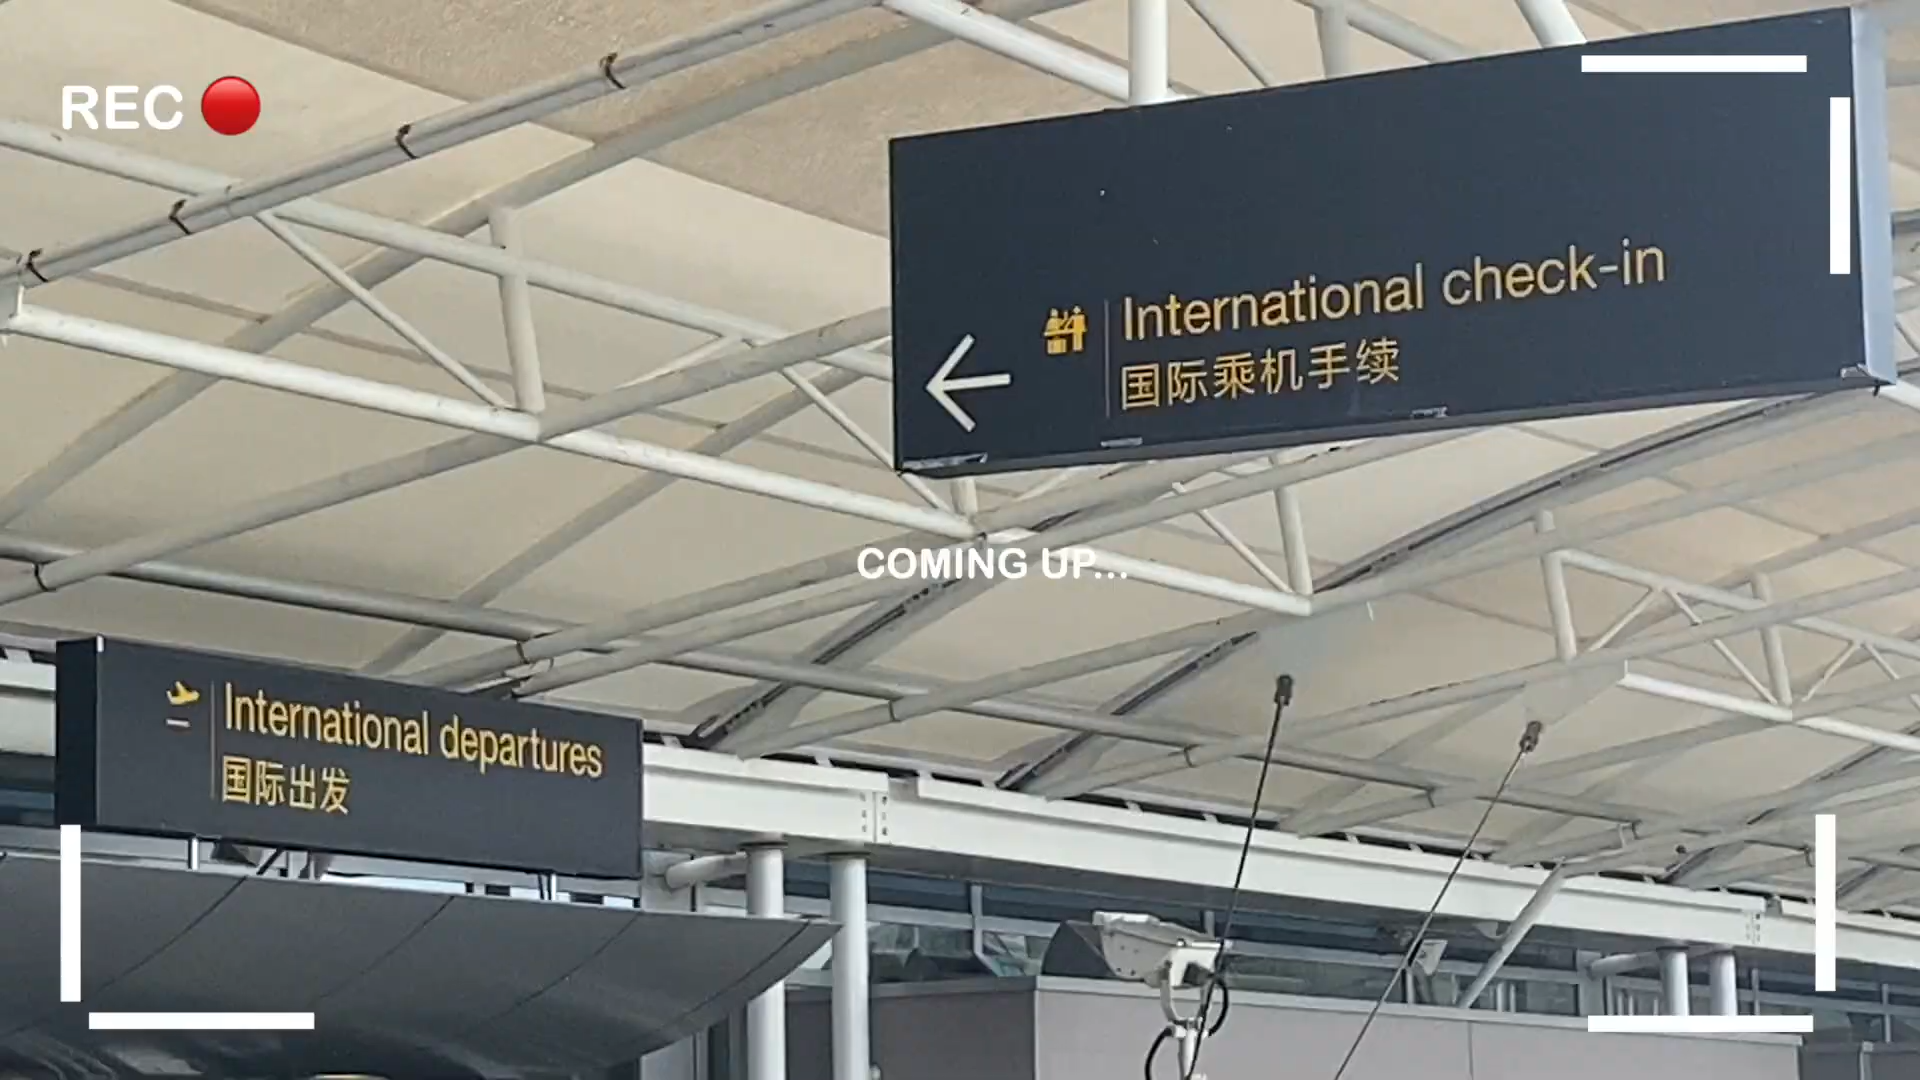 REC
International check-in
国际乘机手续
COMING UP...
International departures
国际出发